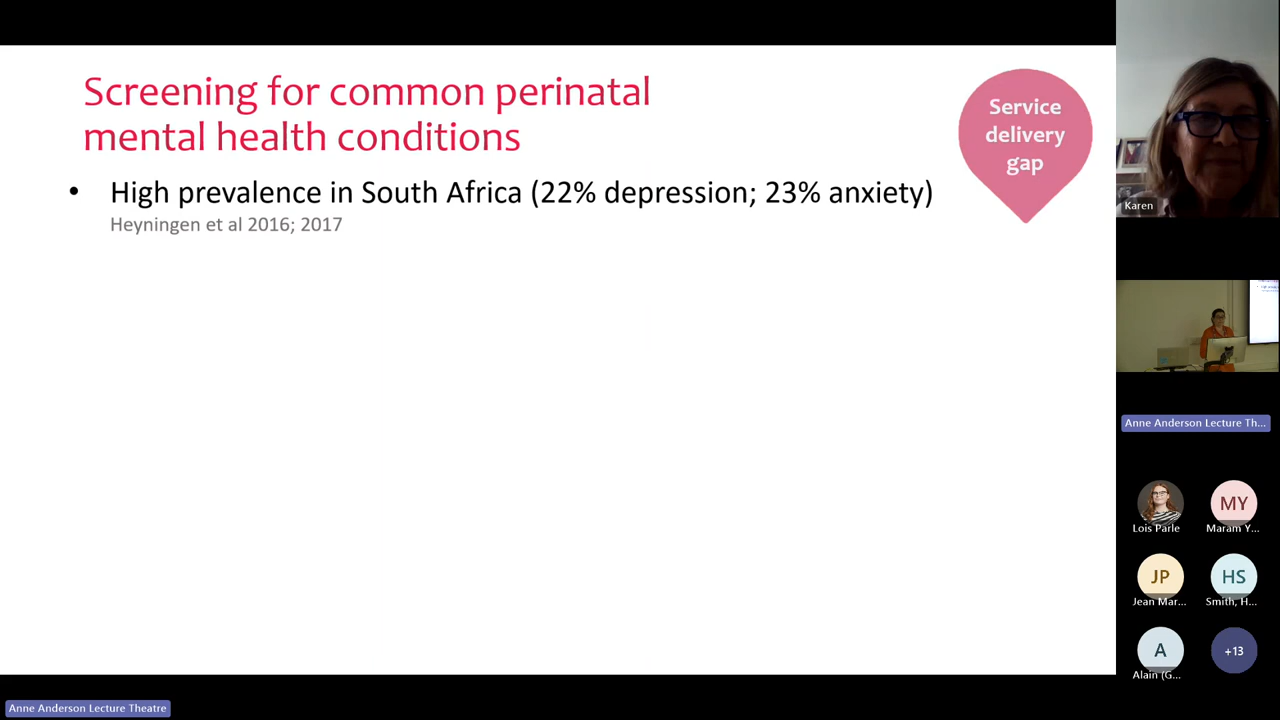 Screening for common perinatal
mental health conditions
Service
delivery
gap
• High prevalence in South Africa (22% depression; 23% anxiety)
Heyningen et al 2016; 2017
Karen
Anne Anderson Lecture Th...
Lois Parle
MY
Maram Y...
JP
Jean Mar...
HS
Smith, H...
A
Alain (G...
+13
Anne Anderson Lecture Theatre